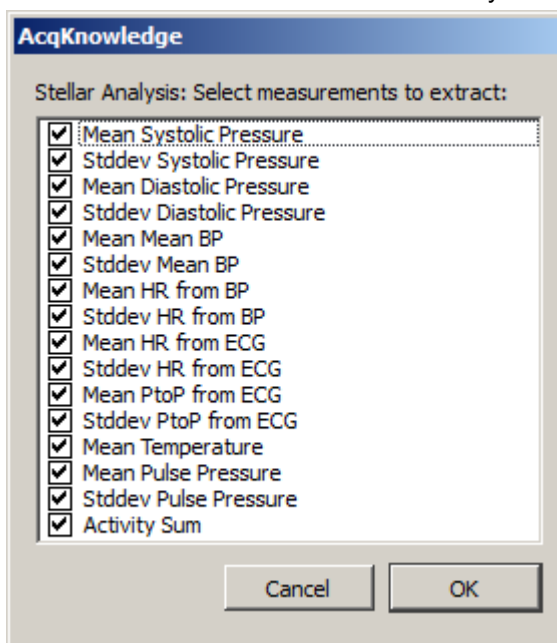 AcqKnowledge
Stellar Analysis: Select measurements to extract:
Mean Systolic Pressure
Stddev Systolic Pressure
Mean Diastolic Pressure
Stddev Diastolic Pressure
Mean Mean BP
Stddev Mean BP
Mean HR from BP
Stddev HR from BP
Mean HR from ECG
Stddev HR from ECG
Mean PtoP from ECG
Stddev PtoP from ECG
Mean Temperature
Mean Pulse Pressure
Stddev Pulse Pressure
Activity Sum
Cancel OK